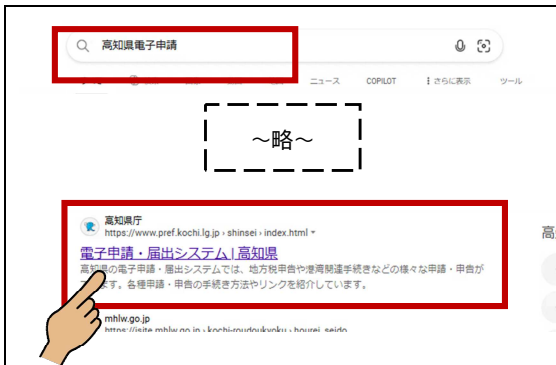 高知県電子申請
ニュース COPILOT ⋮ さらに表示 ツール
～略～
高知県庁
https://www.pref.kochi.lg.jp › shinsei › index.html
電子申請・届出システム | 高知県
高知県の電子申請・届出システムでは、地方税申告や港湾関連手続きなどの様々な申請・申告が
ます。各種申請・申告の手続き方法やリンクを紹介しています。
高
mhlw.go.jp
https://jsite.mhlw.go.jp › kochi-roudoukyoku › hourei_seido